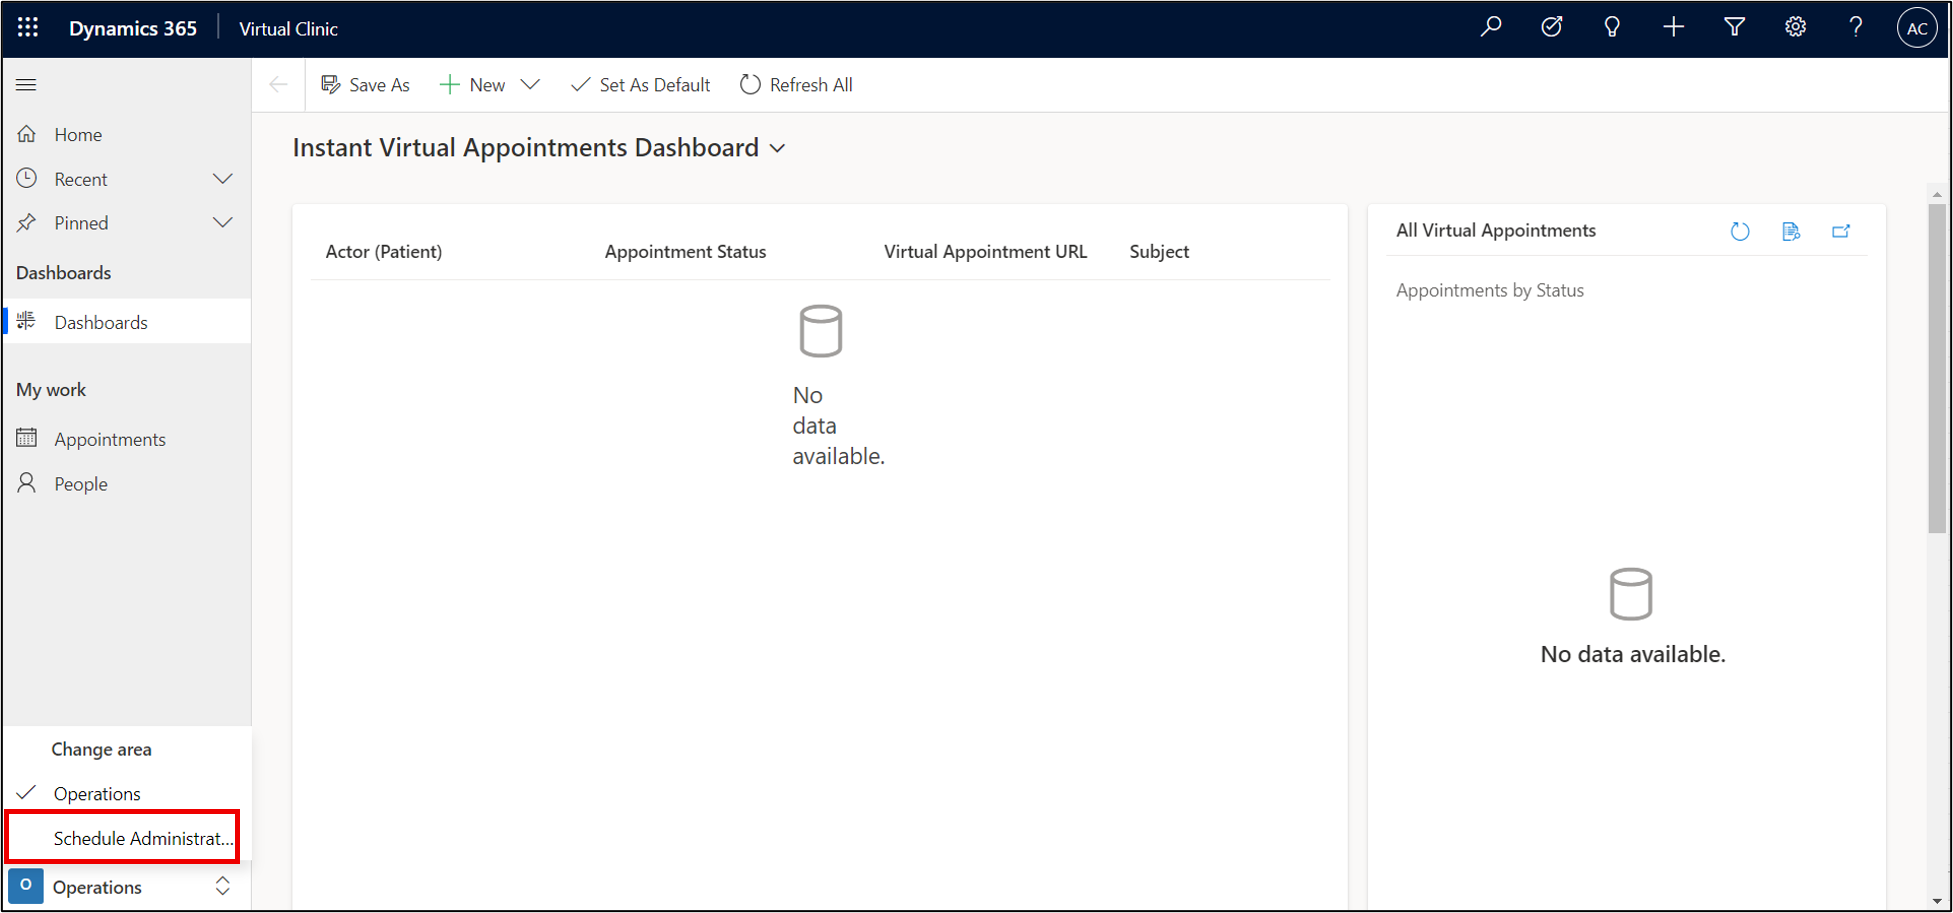 Dynamics 365 Virtual Clinic
? AC
Save As New Set As Default Refresh All
Home
Recent
Pinned
Dashboards
Dashboards
My work
Appointments
People
Instant Virtual Appointments Dashboard
Actor (Patient) Appointment Status Virtual Appointment URL Subject
No
data
available.
All Virtual Appointments
Appointments by Status
No data available.
Change area
Operations
Schedule Administrat...
O Operations